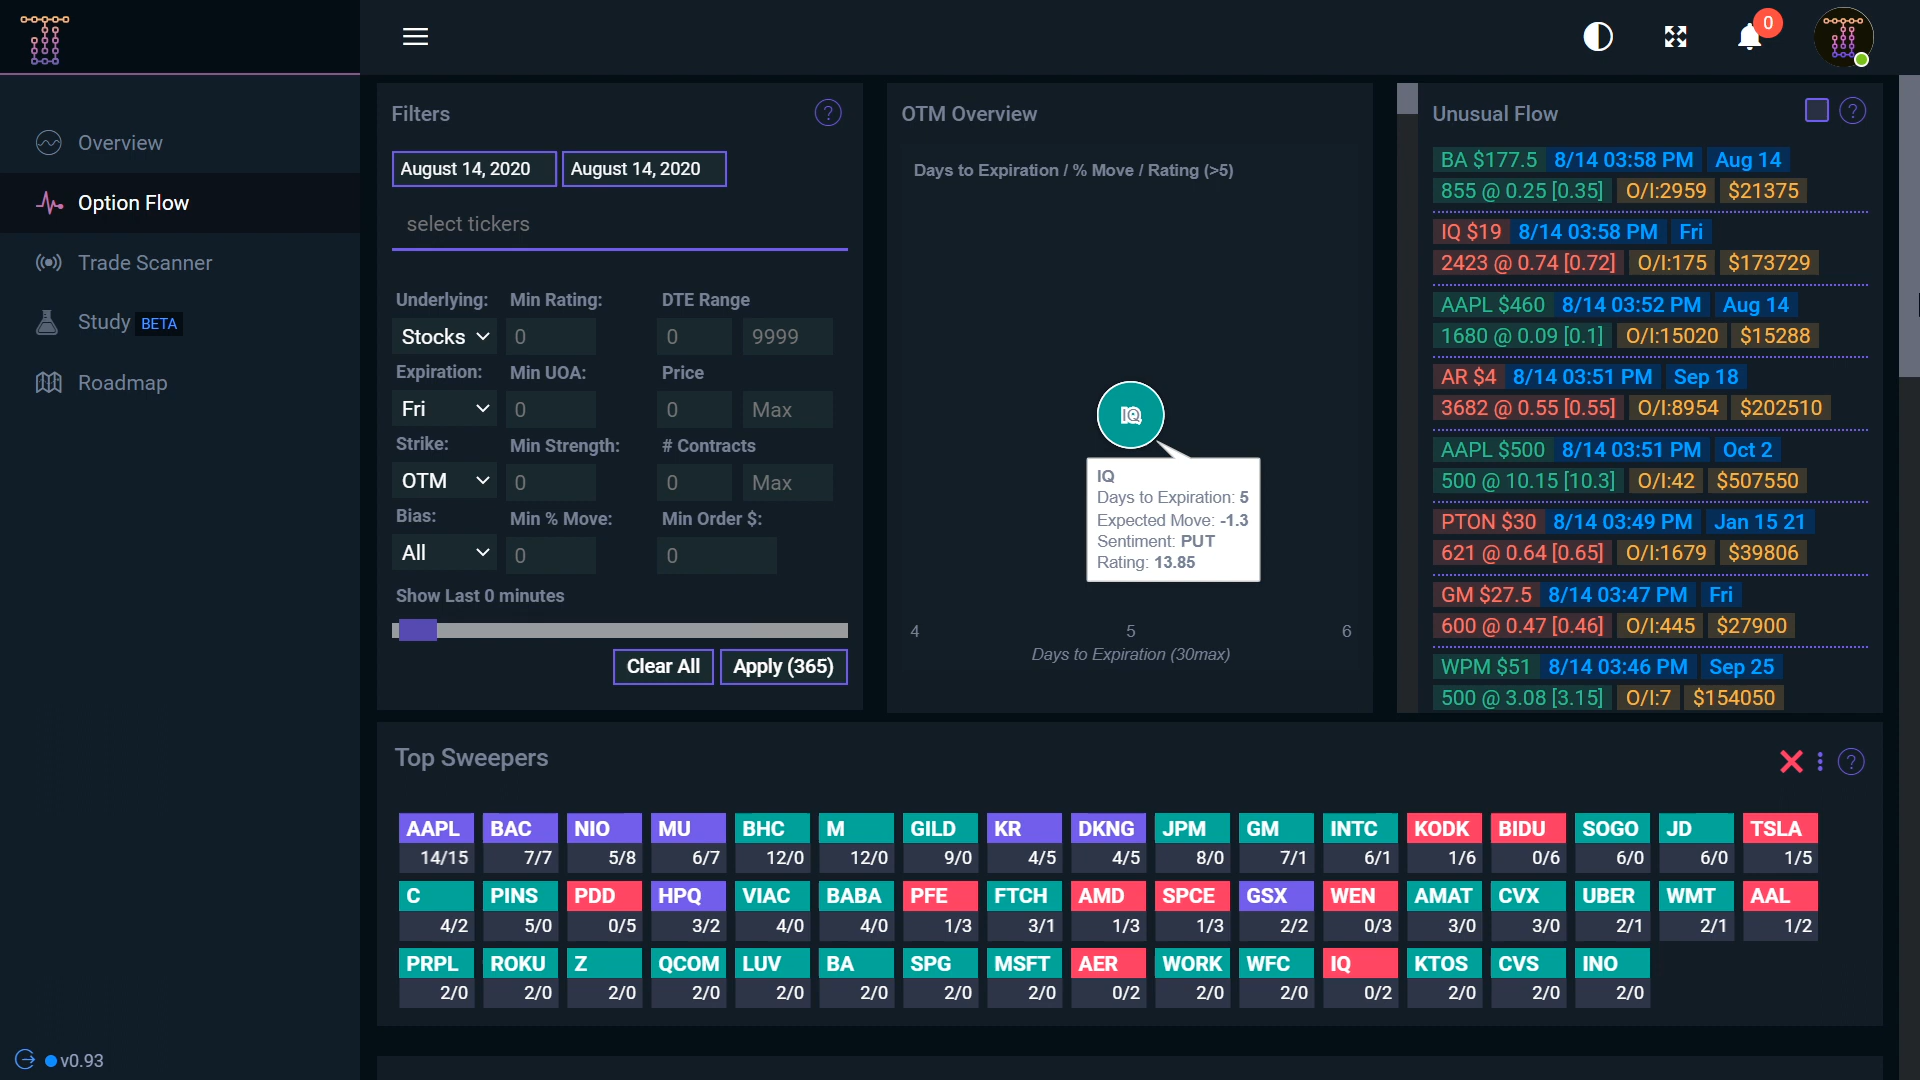 0
Overview
Option Flow
Trade Scanner
Study BETA
Roadmap
v0.93
Filters ?
August 14, 2020 August 14, 2020
select tickers
Underlying: Min Rating: DTE Range
Stocks 0 0 9999
Expiration: Min UOA: Price
Fri 0 0 Max
Strike: Min Strength: # Contracts
OTM 0 0 Max
Bias: Min % Move: Min Order $:
All 0 0
Show Last 0 minutes
Clear All Apply (365)
OTM Overview
Days to Expiration / % Move / Rating (>5)
IQ
IQ
Days to Expiration: 5
Expected Move: -1.3
Sentiment: PUT
Rating: 13.85
4 5 6
Days to Expiration (30max)
Unusual Flow ?
BA $177.5 8/14 03:58 PM Aug 14
855 @ 0.25 [0.35] O/I:2959 $21375
IQ $19 8/14 03:58 PM Fri
2423 @ 0.74 [0.72] O/I:175 $173729
AAPL $460 8/14 03:52 PM Aug 14
1680 @ 0.09 [0.1] O/I:15020 $15288
AR $4 8/14 03:51 PM Sep 18
3682 @ 0.55 [0.55] O/I:8954 $202510
AAPL $500 8/14 03:51 PM Oct 2
500 @ 10.15 [10.3] O/I:42 $507550
PTON $30 8/14 03:49 PM Jan 15 21
621 @ 0.64 [0.65] O/I:1679 $39806
GM $27.5 8/14 03:47 PM Fri
600 @ 0.47 [0.46] O/I:445 $27900
WPM $51 8/14 03:46 PM Sep 25
500 @ 3.08 [3.15] O/I:7 $154050
Top Sweepers ?
AAPL BAC NIO MU BHC M GILD KR DKNG JPM GM INTC KODK BIDU SOGO JD TSLA
14/15 7/7 5/8 6/7 12/0 12/0 9/0 4/5 4/5 8/0 7/1 6/1 1/6 0/6 6/0 6/0 1/5
C PINS PDD HPQ VIAC BABA PFE FTCH AMD SPCE GSX WEN AMAT CVX UBER WMT AAL
4/2 5/0 0/5 3/2 4/0 4/0 1/3 3/1 1/3 1/3 2/2 0/3 3/0 3/0 2/1 2/1 1/2
PRPL ROKU Z QCOM LUV BA SPG MSFT AER WORK WFC IQ KTOS CVS INO
2/0 2/0 2/0 2/0 2/0 2/0 2/0 2/0 0/2 2/0 2/0 0/2 2/0 2/0 2/0